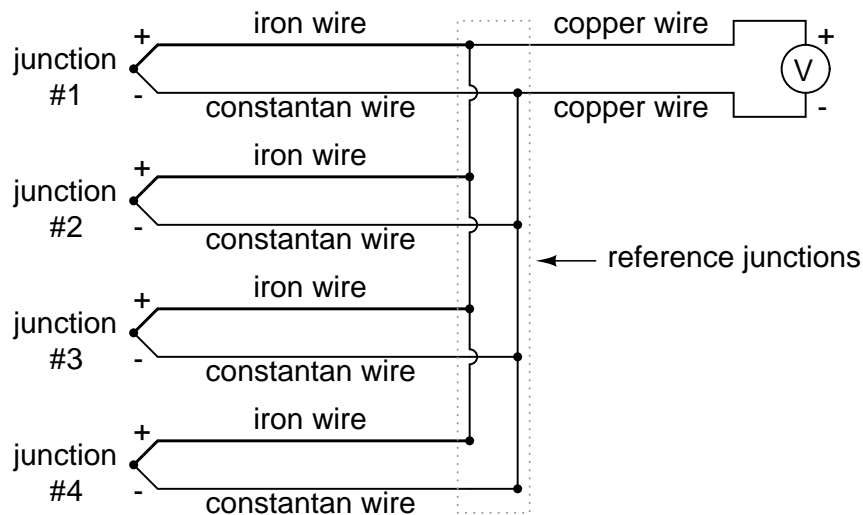 iron wire
copper wire
+
+
junction
#1
V
-
constantan wire
copper wire
-
iron wire
+
junction
#2
-
constantan wire
reference junctions
iron wire
+
junction
#3
-
constantan wire
iron wire
+
junction
#4
-
constantan wire